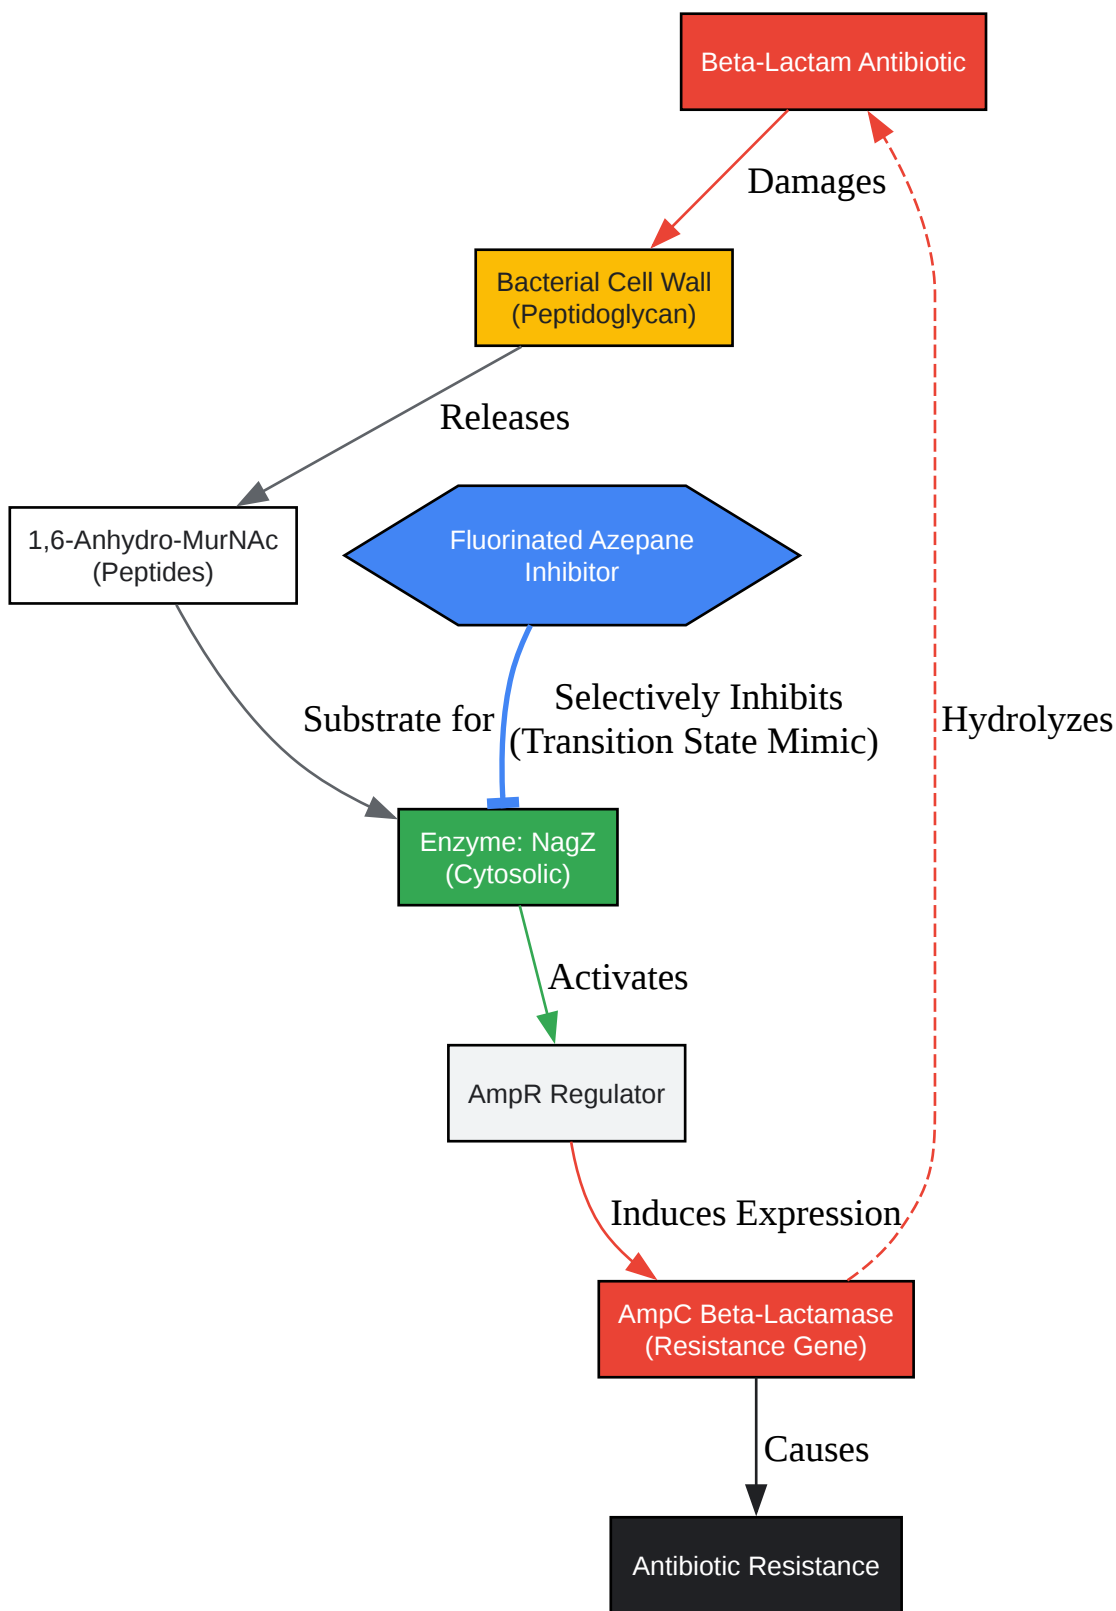 Beta-Lactam Antibiotic
Damages
Bacterial Cell Wall
(Peptidoglycan)
Releases
1,6-Anhydro-MurNAc
(Peptides)
Fluorinated Azepane
Inhibitor
Substrate for
Selectively Inhibits
(Transition State Mimic)
Hydrolyzes
Enzyme: NagZ
(Cytosolic)
Activates
AmpR Regulator
Induces Expression
AmpC Beta-Lactamase
(Resistance Gene)
Causes
Antibiotic Resistance